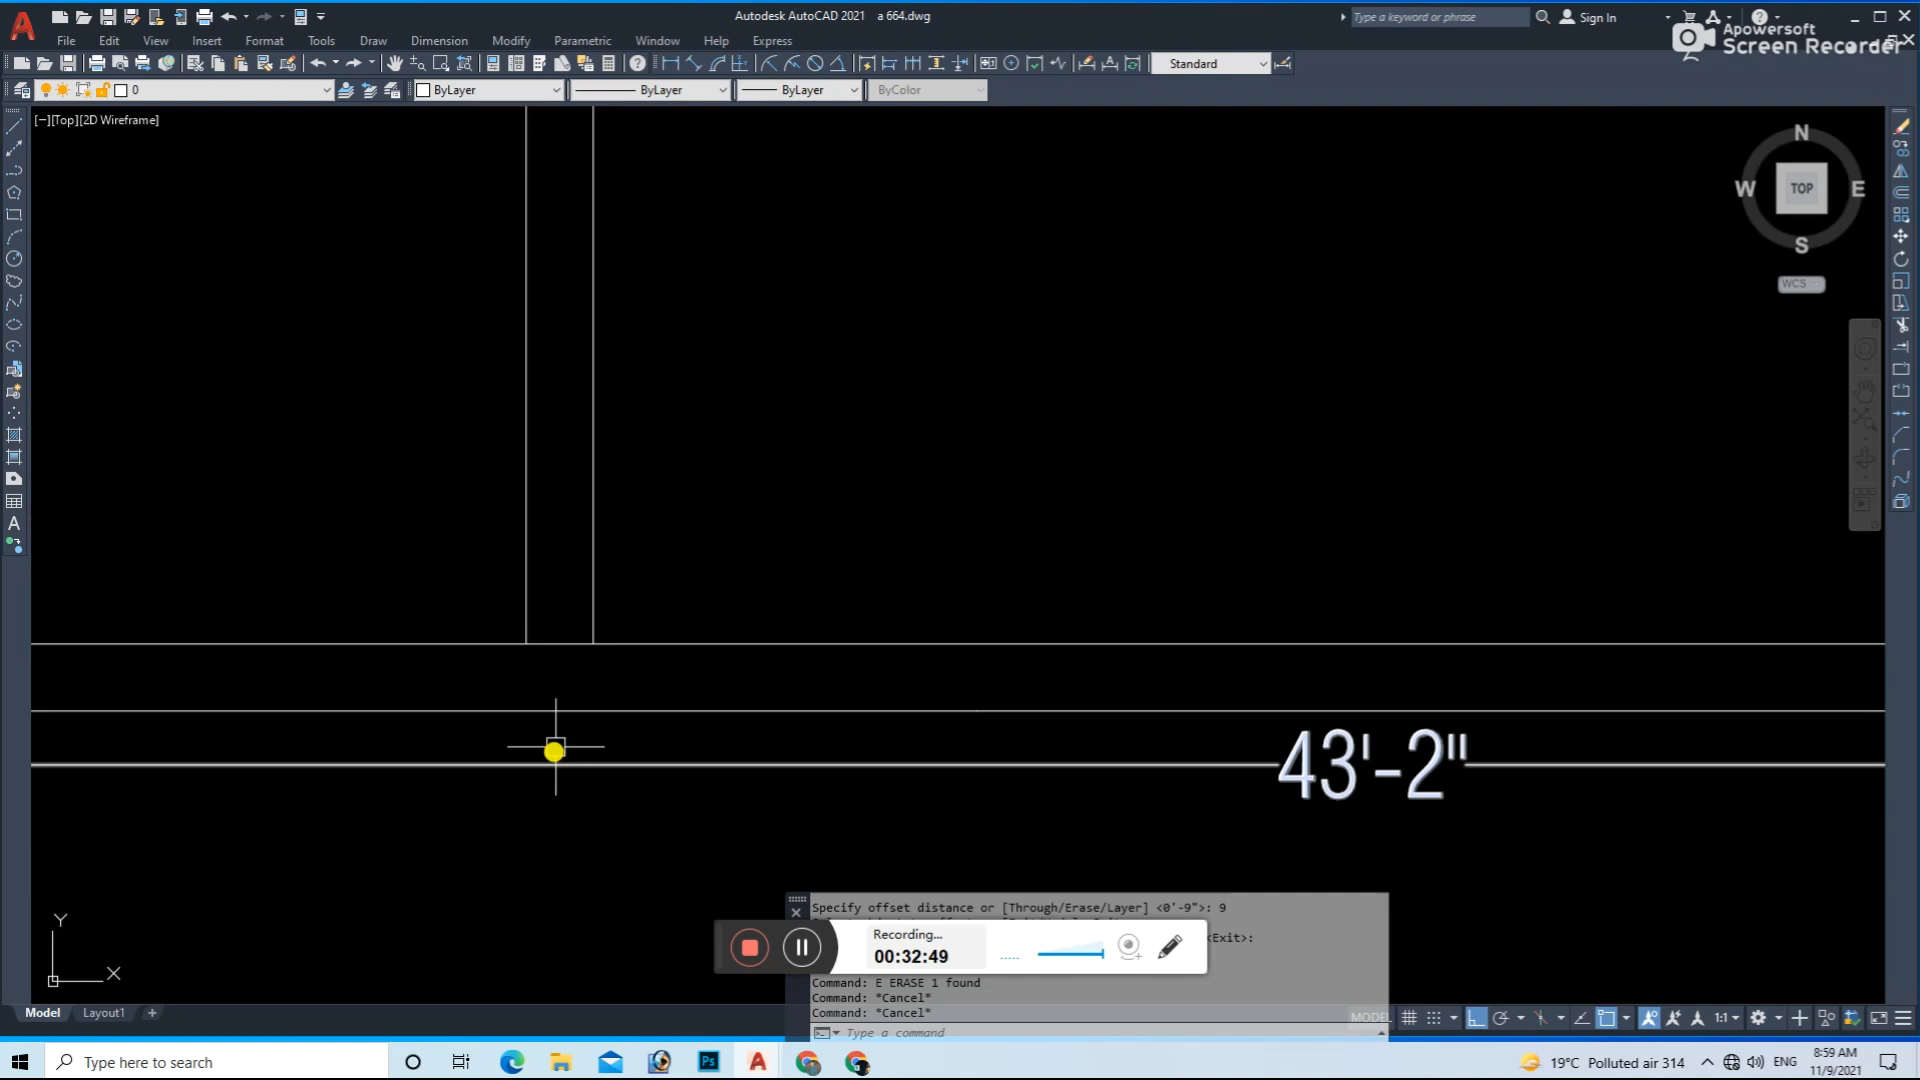 Autodesk AutoCAD 2021 a 664.dwg
Type a keyword or phrase
Sign In
File Edit View Insert Format Tools Draw Dimension Modify Parametric Window Help Express
Apowersoft
Screen Recorder
Standard
0
ByLayer
ByLayer
ByLayer
ByColor
[−][Top][2D Wireframe]
N
W TOP E
S
WCS
43'-2"
Specify offset distance or [Through/Erase/Layer] <0'-9">: 9
<Exit>:
Recording...
00:32:49
Command: E ERASE 1 found
Command: *Cancel*
Command: *Cancel*
Type a command
Y
X
Model Layout1 +
MODEL
1:1
Type here to search
Ps
19°C Polluted air 314
ENG
8:59 AM
11/9/2021